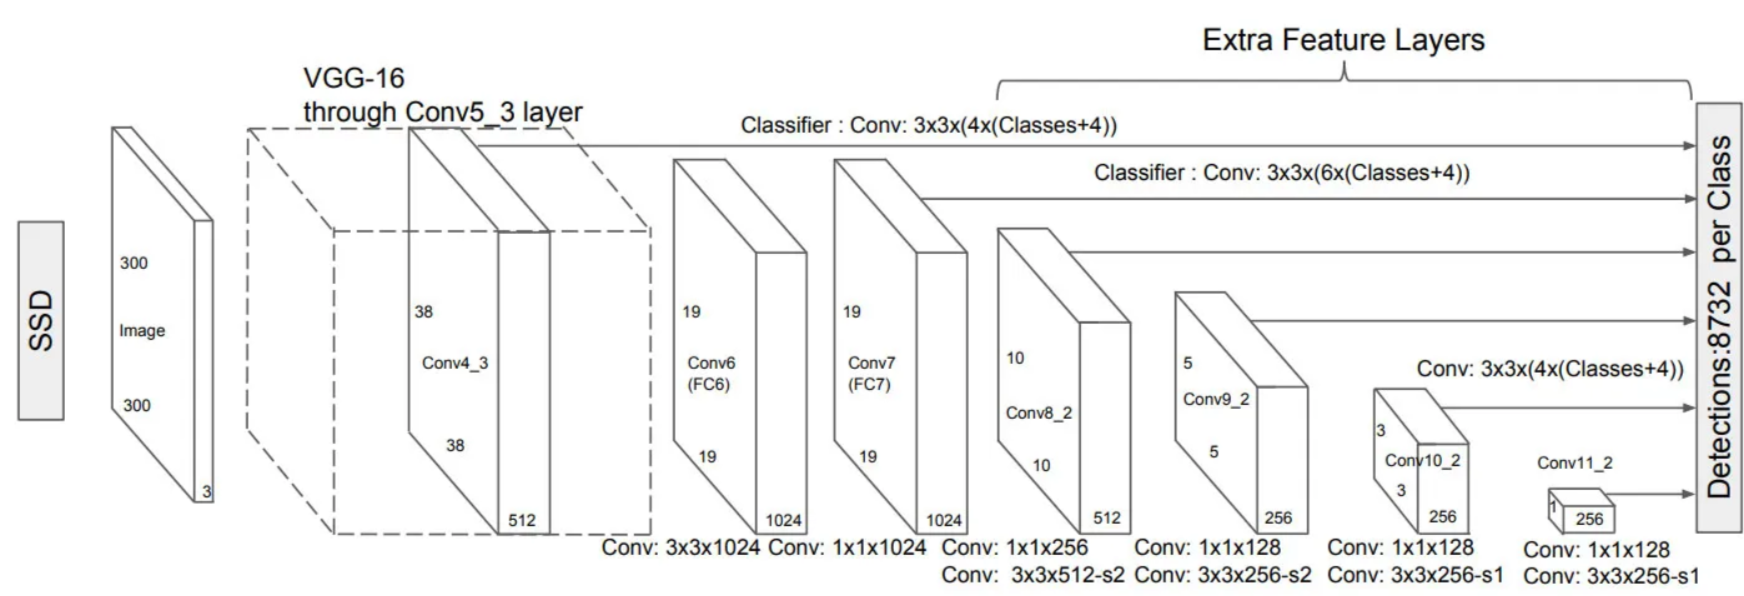 Extra Feature Layers
VGG-16
through Conv5_3 layer
Classifier : Conv: 3x3x(4x(Classes+4))
Classifier : Conv: 3x3x(6x(Classes+4))
SSD
300
Image
300
3
38
Conv4_3
38
512
19
Conv6
(FC6)
19
1024
19
Conv7
(FC7)
19
1024
10
Conv8_2
10
512
5
Conv9_2
5
256
Conv: 3x3x(4x(Classes+4))
3
Conv10_2
3
256
Conv11_2
1
256
Detections:8732 per Class
Conv: 3x3x1024
Conv: 1x1x1024
Conv: 1x1x256
Conv: 3x3x512-s2
Conv: 1x1x128
Conv: 3x3x256-s2
Conv: 1x1x128
Conv: 3x3x256-s1
Conv: 1x1x128
Conv: 3x3x256-s1